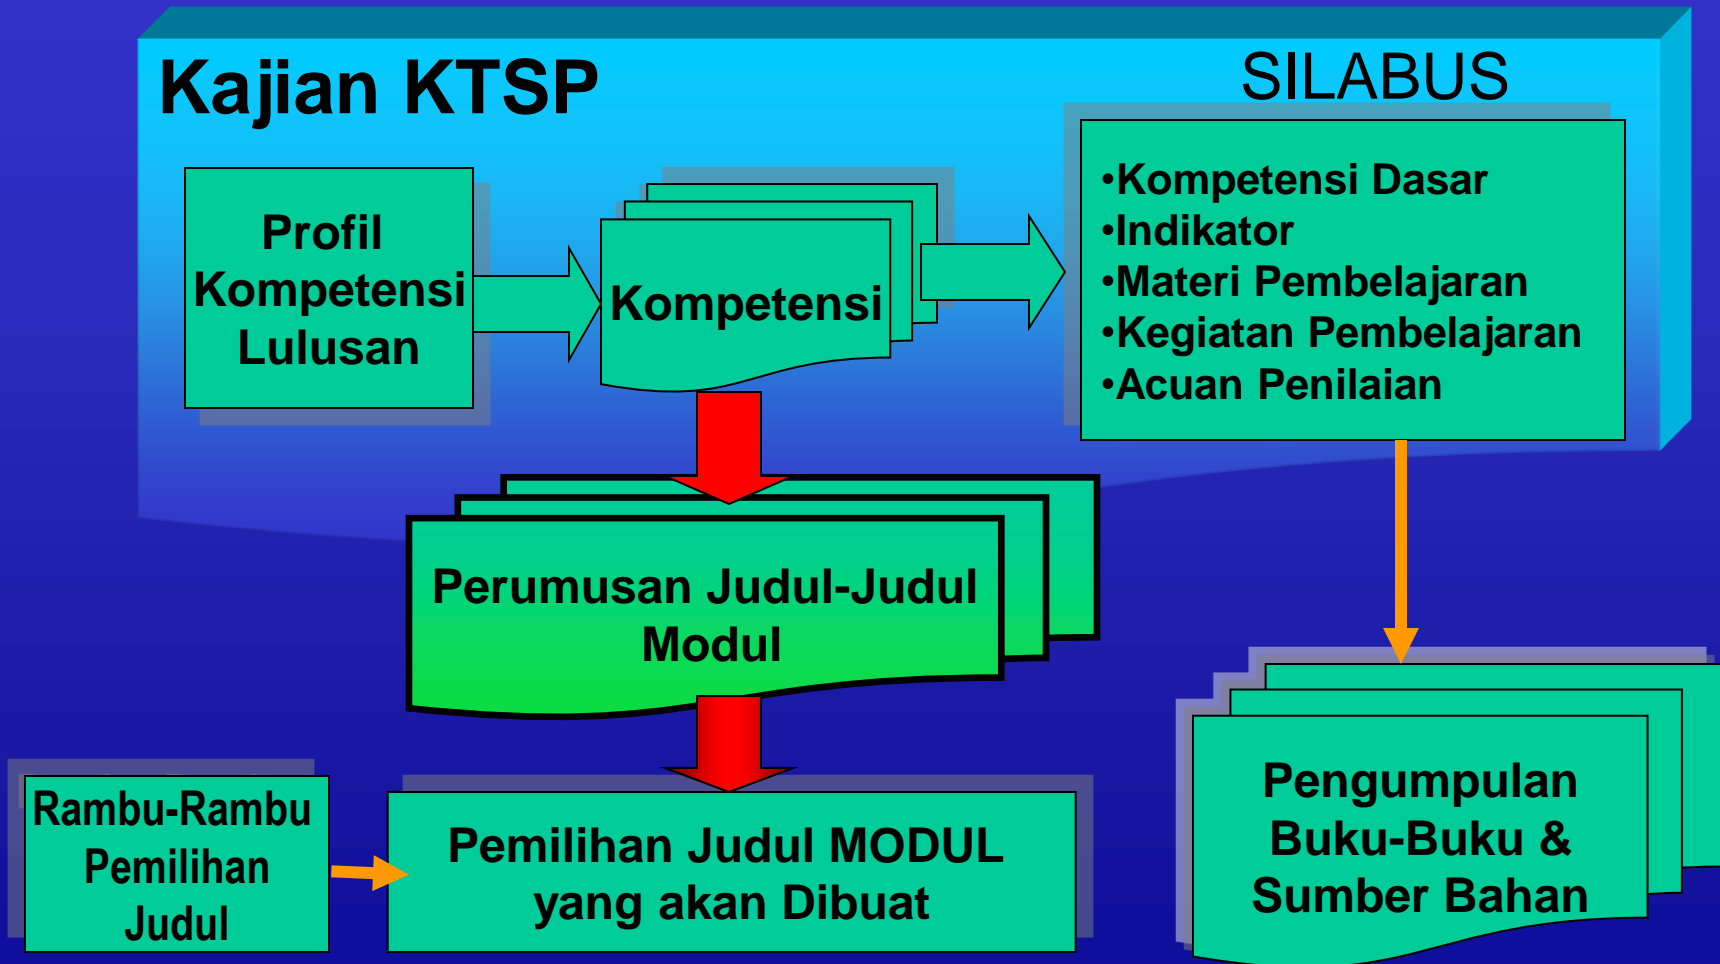 Kajian KTSP
SILABUS
Profil
Kompetensi
Lulusan
Kompetensi
•Kompetensi Dasar
•Indikator
•Materi Pembelajaran
•Kegiatan Pembelajaran
•Acuan Penilaian
Perumusan Judul-Judul
Modul
Rambu-Rambu
Pemilihan
Judul
Pemilihan Judul MODUL
yang akan Dibuat
Pengumpulan
Buku-Buku &
Sumber Bahan